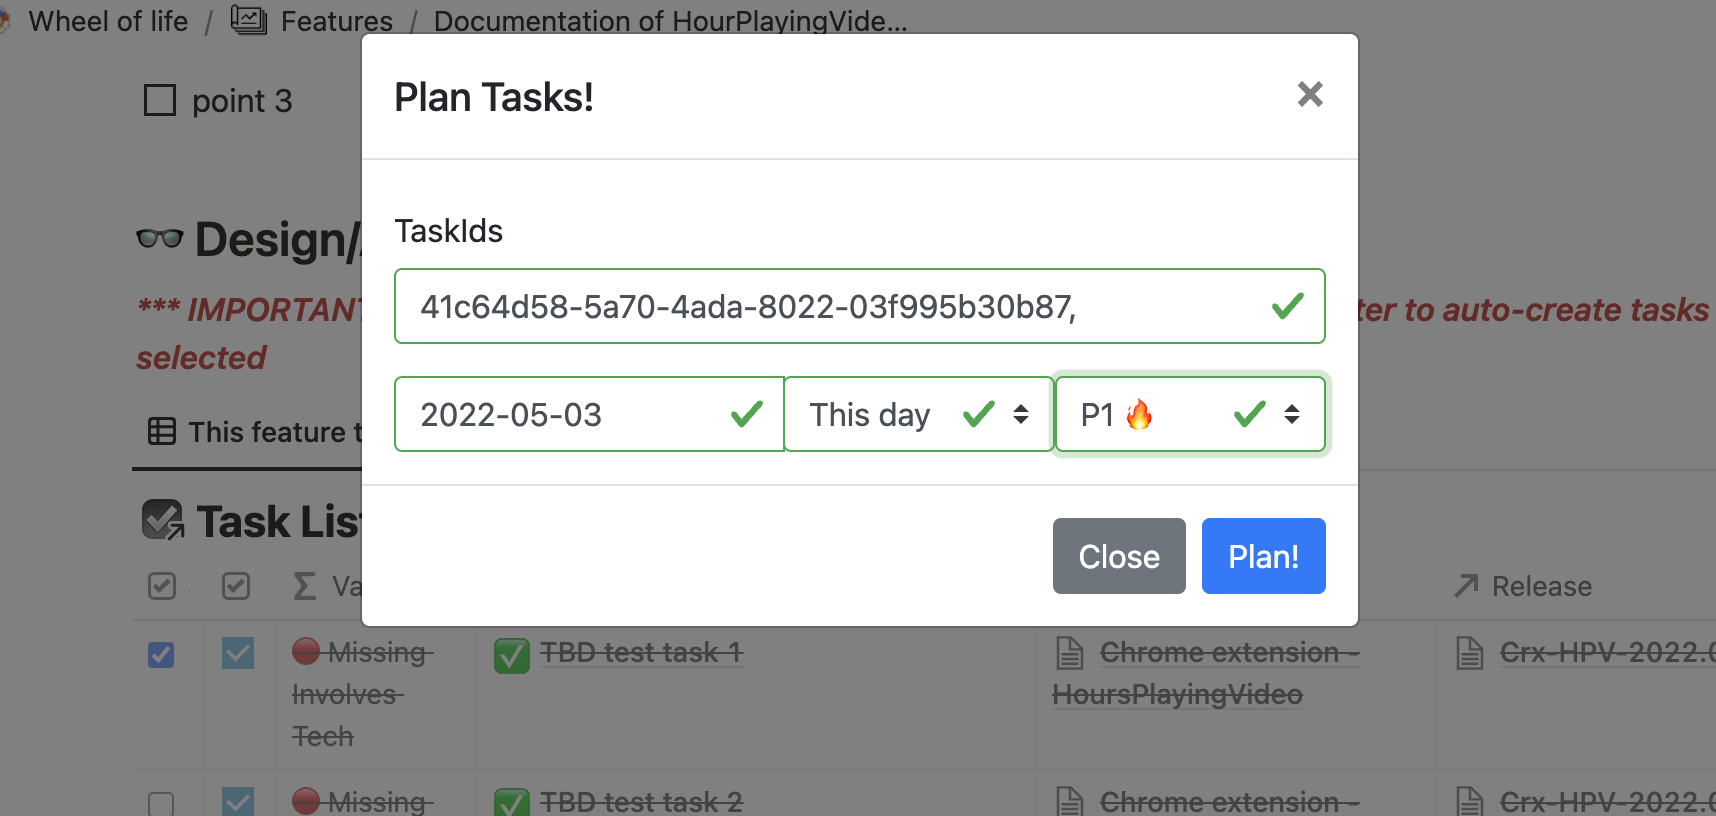 Wheel of life / Features / Documentation of HourPlayingVide...
point 3
Plan Tasks!
TaskIds
41c64d58-5a70-4ada-8022-03f995b30b87,
2022-05-03 This day P1 🔥
Close Plan!
👓 Design/
*** IMPORTANT ter to auto-create tasks
selected
This feature t
Task List
Σ Va Release
🔴 Missing ✅ TBD test task 1 Chrome extension - Crx-HPV-2022.0
Involves HoursPlayingVideo
Tech
🔴 Missing ✅ TBD test task 2 Chrome extension - Crx-HPV-2022.0